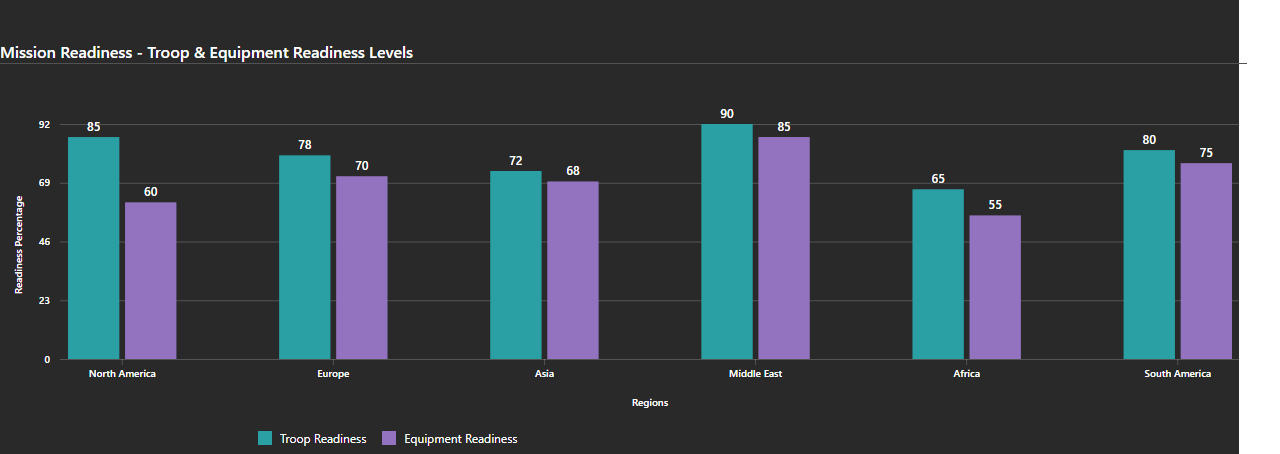 Mission Readiness - Troop & Equipment Readiness Levels
90
92
85
85
80
78
75
72
70
68
69
65
60
55
46
23
0
Readiness Percentage
North America
Europe
Asia
Middle East
Africa
South America
Regions
Troop Readiness
Equipment Readiness